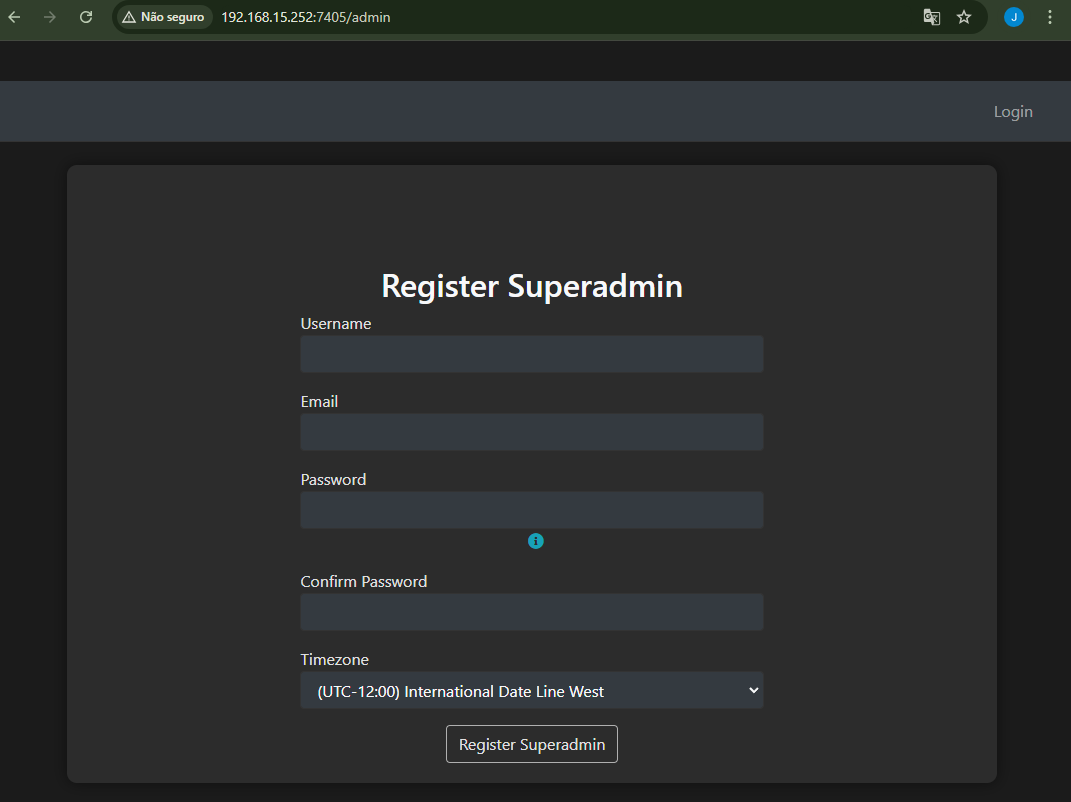 Não seguro 192.168.15.252:7405/admin
J
Login
Register Superadmin
Username
Email
Password
Confirm Password
Timezone
(UTC-12:00) International Date Line West
Register Superadmin